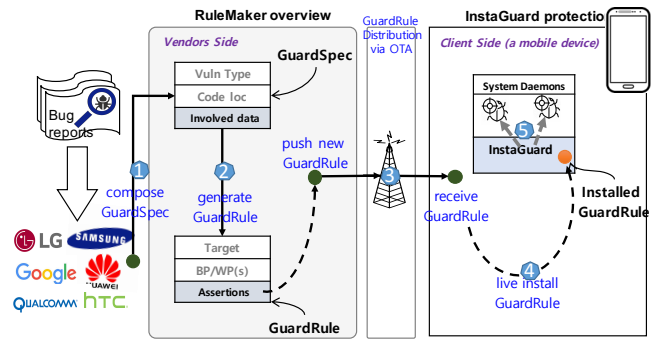 RuleMaker overview
GuardRule
Distribution
via OTA
InstaGuard protectio
Vendors Side
Client Side (a mobile device)
GuardSpec
Vuln Type
Code loc
Involved data
Bug
reports
System Daemons
InstaGuard
5
1
compose
GuardSpec
2
generate
GuardRule
push new
GuardRule
3
receive
GuardRule
Installed
GuardRule
LG
SAMSUNG
Google
HUAWEI
QUALCOMM
hTC
Target
BP/WP(s)
Assertions
GuardRule
4
live install
GuardRule